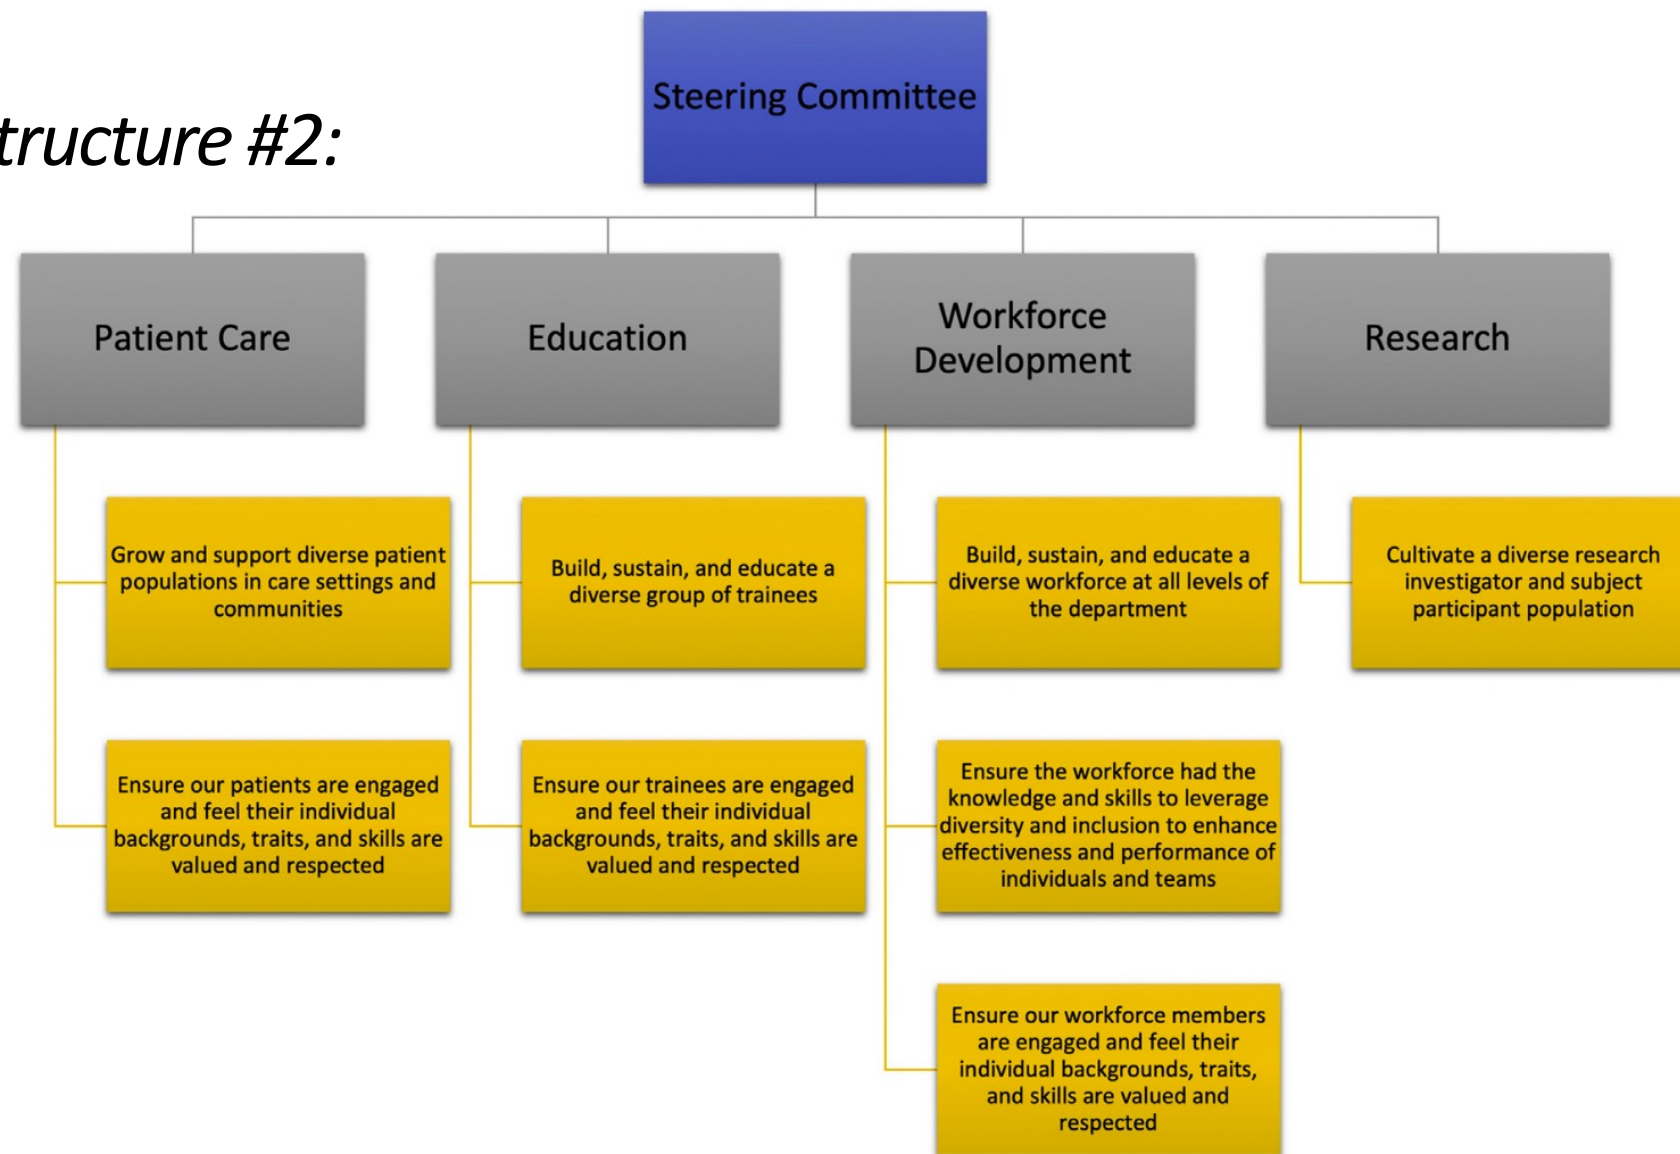 Steering Committee
tructure #2:
Patient Care
Education
Workforce
Development
Research
Grow and support diverse patient
populations in care settings and
communities
Build, sustain, and educate a
diverse group of trainees
Build, sustain, and educate a
diverse workforce at all levels of
the department
Cultivate a diverse research
investigator and subject
participant population
Ensure our patients are engaged
and feel their individual
backgrounds, traits, and skills are
valued and respected
Ensure our trainees are engaged
and feel their individual
backgrounds, traits, and skills are
valued and respected
Ensure the workforce had the
knowledge and skills to leverage
diversity and inclusion to enhance
effectiveness and performance of
individuals and teams
Ensure our workforce members
are engaged and feel their
individual backgrounds, traits,
and skills are valued and
respected